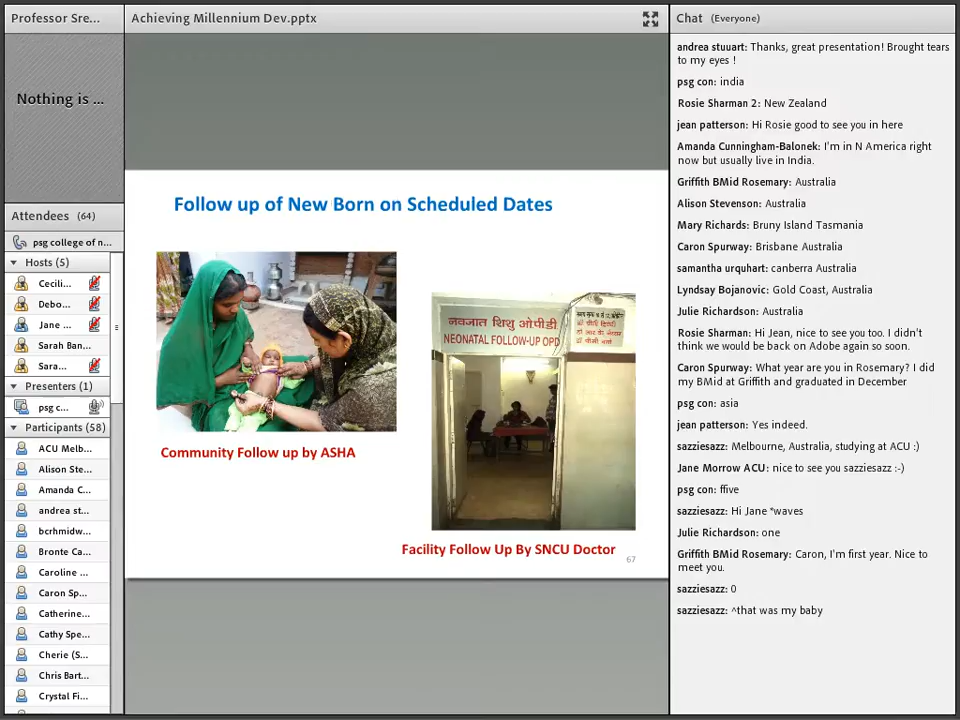 Professor Sre...
Nothing is ...
Attendees (64)
psg college of n...
Hosts (5)
Cecili...
Debo...
Jane ...
Sarah Ban...
Sara...
Presenters (1)
psg c...
Participants (58)
ACU Melb...
Alison Ste...
Amanda C...
andrea st...
bcrhmidw...
Bronte Ca...
Caroline ...
Caron Sp...
Catherine...
Cathy Spe...
Cherie (S...
Chris Bart...
Crystal Fi...
Achieving Millennium Dev.pptx
Follow up of New Born on Scheduled Dates
Community Follow up by ASHA
नवजात शिशु ओपीडी
NEONATAL FOLLOW-UP OPD
Facility Follow Up By SNCU Doctor
67
Chat (Everyone)
andrea stuuart: Thanks, great presentation! Brought tears
to my eyes !
psg con: india
Rosie Sharman 2: New Zealand
jean patterson: Hi Rosie good to see you in here
Amanda Cunningham-Balonek: I'm in N America right
now but usually live in India.
Griffith BMid Rosemary: Australia
Alison Stevenson: Australia
Mary Richards: Bruny Island Tasmania
Caron Spurway: Brisbane Australia
samantha urquhart: canberra Australia
Lyndsay Bojanovic: Gold Coast, Australia
Julie Richardson: Australia
Rosie Sharman: Hi Jean, nice to see you too. I didn't
think we would be back on Adobe again so soon.
Caron Spurway: What year are you in Rosemary? I did
my BMid at Griffith and graduated in December
psg con: asia
jean patterson: Yes indeed.
sazziesazz: Melbourne, Australia, studying at ACU :)
Jane Morrow ACU: nice to see you sazziesazz :-)
psg con: ffive
sazziesazz: Hi Jane *waves
Julie Richardson: one
Griffith BMid Rosemary: Caron, I'm first year. Nice to
meet you.
sazziesazz: 0
sazziesazz: ^that was my baby